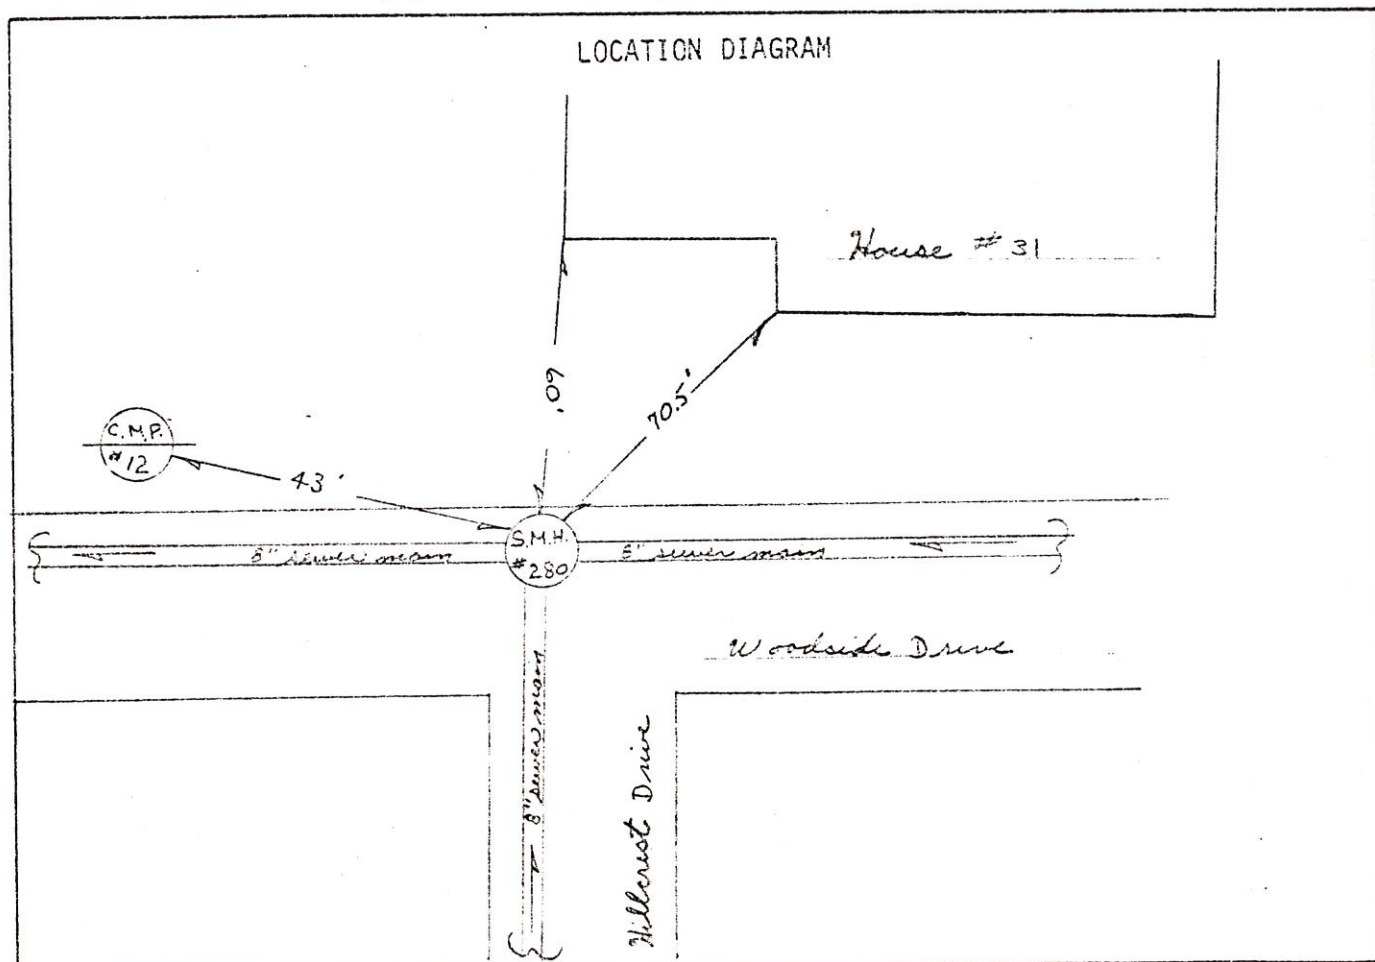 LOCATION DIAGRAM
House # 31
60'
70.5'
C.M.P.
#12
43'
S.M.H.
#280
8" sewer main
8" sewer main
Woodside Drive
8" sewer main
Hillcrest Drive